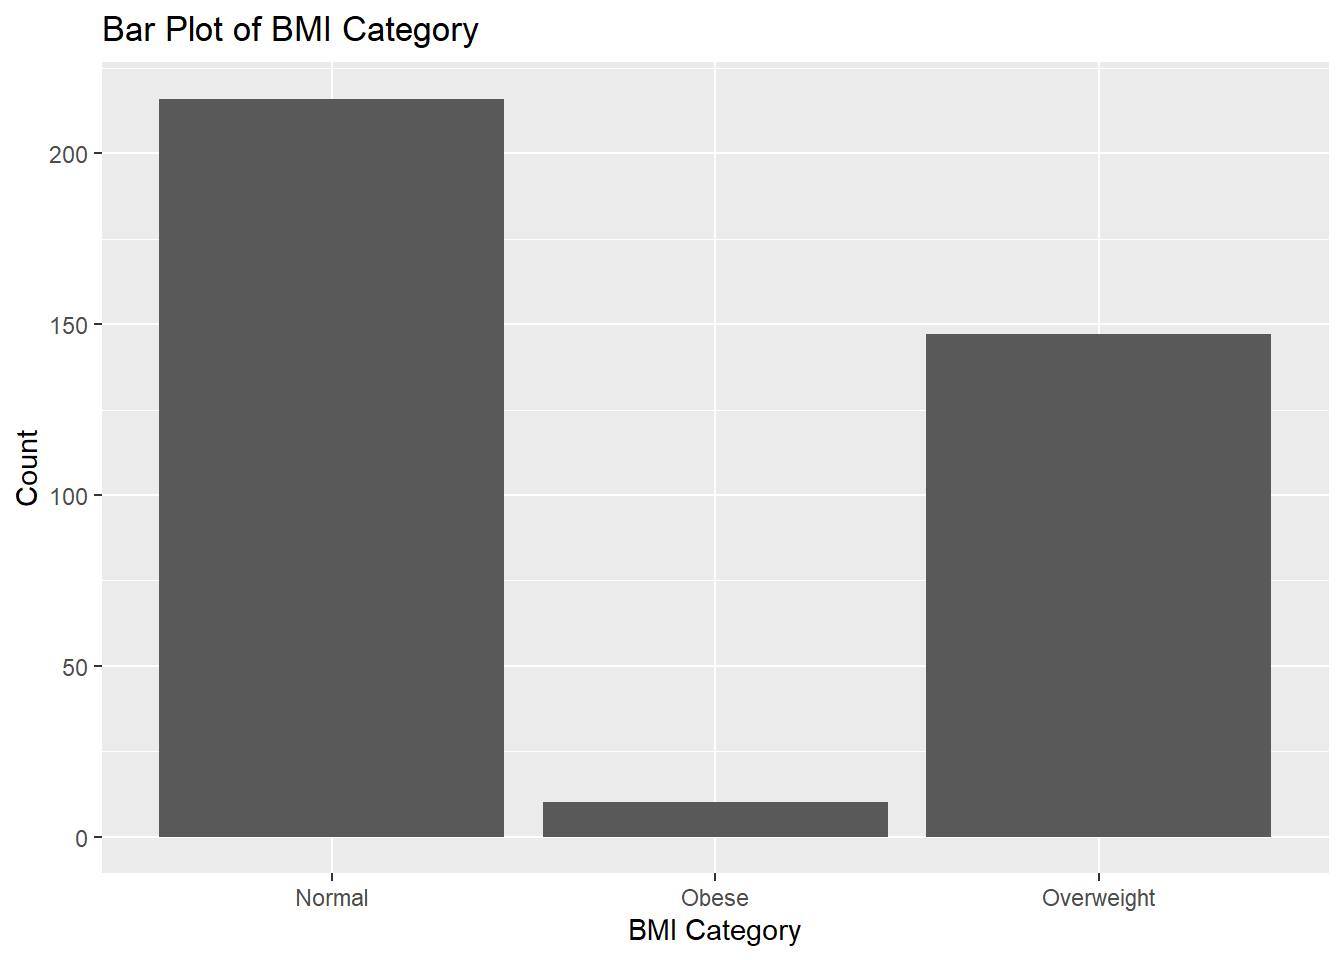 Bar Plot of BMI Category
200
150
100
50
0
Count
Normal Obese Overweight
BMI Category